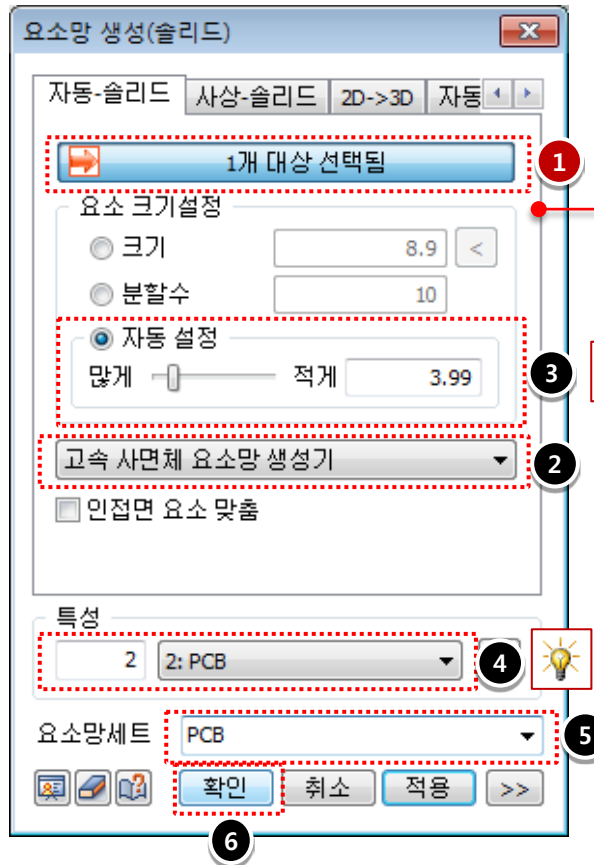 요소망 생성(솔리드)
자동-솔리드 사상-솔리드 2D->3D 자동
1개 대상 선택됨 1
요소 크기설정
크기 8.9 <
분할수 10
자동 설정
많게 적게 3.99 3
고속 사면체 요소망 생성기 2
인접면 요소 맞춤
특성
2 2: PCB 4
요소망세트 PCB 5
확인 취소 적용 >>
6